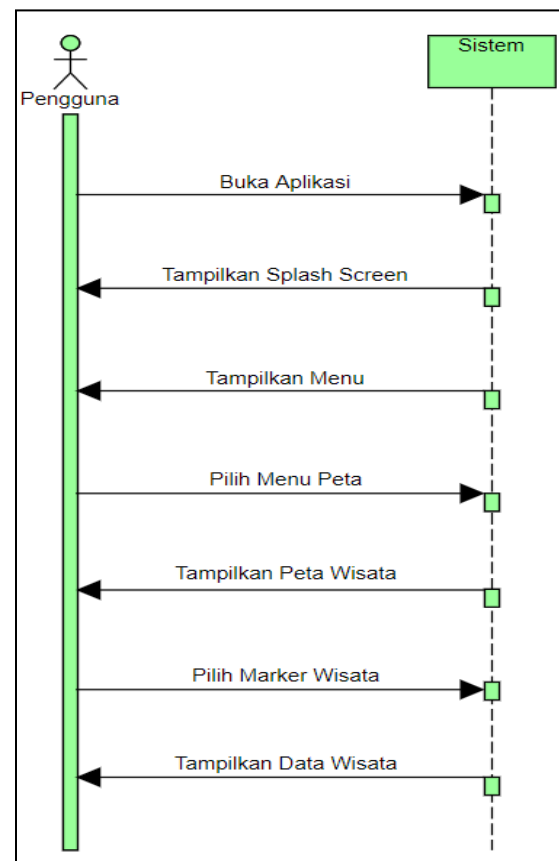 Sistem
Pengguna
Buka Aplikasi
Tampilkan Splash Screen
Tampilkan Menu
Pilih Menu Peta
Tampilkan Peta Wisata
Pilih Marker Wisata
Tampilkan Data Wisata